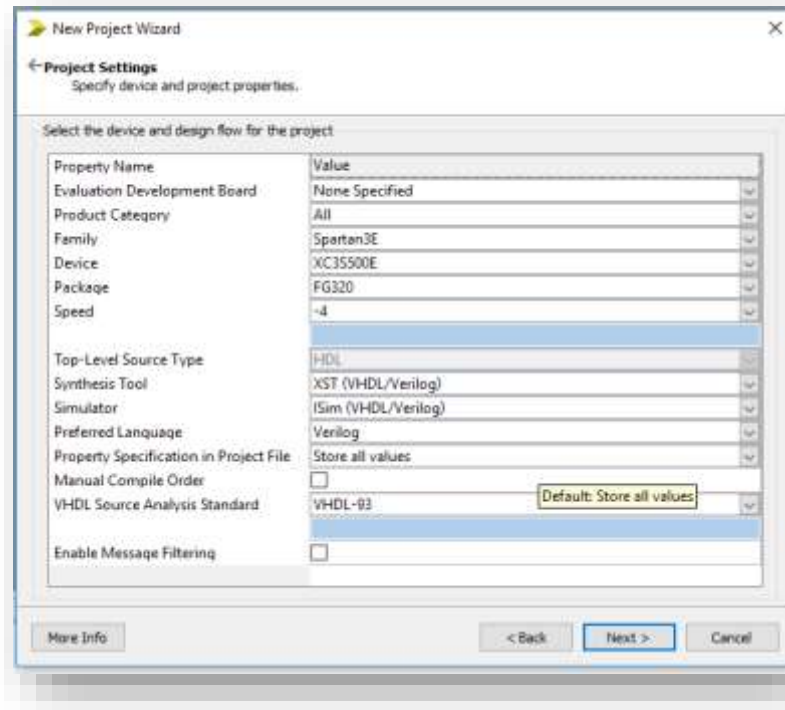 New Project Wizard
Project Settings
Specify device and project properties.
Select the device and design flow for the project
Property Name Value
Evaluation Development Board None Specified
Product Category All
Family Spartan3E
Device XC3S500E
Package FG320
Speed -4
Top-Level Source Type HDL
Synthesis Tool XST (VHDL/Verilog)
Simulator ISim (VHDL/Verilog)
Preferred Language Verilog
Property Specification in Project File Store all values
Manual Compile Order
Default: Store all values
VHDL Source Analysis Standard VHDL-93
Enable Message Filtering
More Info < Back Next > Cancel